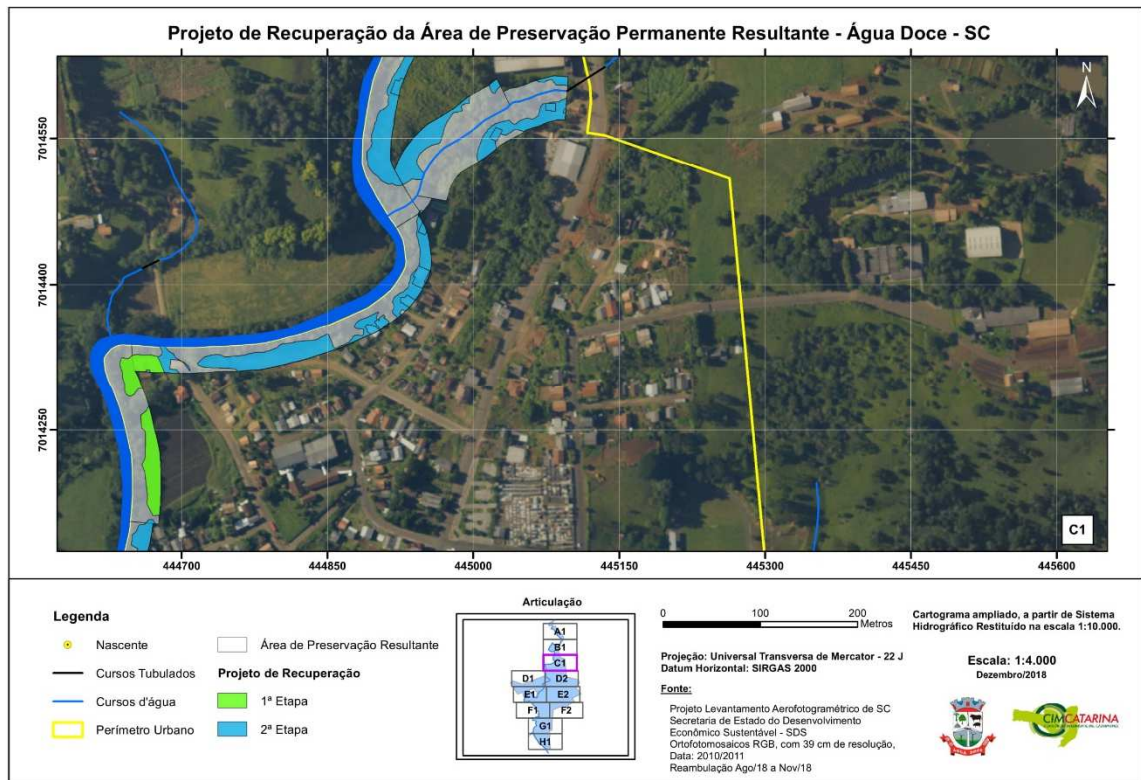 Projeto de Recuperação da Área de Preservação Permanente Resultante - Água Doce - SC
N
7014550
7014400
7014250
C1
444700
444850
445000
445150
445300
445450
445600
Legenda
Nascente
Cursos Tubulados
Cursos d'água
Perímetro Urbano
Área de Preservação Resultante
Projeto de Recuperação
1ª Etapa
2ª Etapa
Articulação
A1
B1
C1
D1
D2
E1
E2
F1
F2
G1
H1
0
100
200
Metros
Projeção: Universal Transversa de Mercator - 22 J
Datum Horizontal: SIRGAS 2000
Fonte:
Projeto Levantamento Aerofotogramétrico de SC
Secretaria de Estado do Desenvolvimento
Econômico Sustentável - SDS
Ortofotomosaicos RGB, com 39 cm de resolução,
Data: 2010/2011
Reambulação Ago/18 a Nov/18
Cartograma ampliado, a partir de Sistema
Hidrográfico Restituído na escala 1:10.000.
Escala: 1:4.000
Dezembro/2018
CIMCATARINA